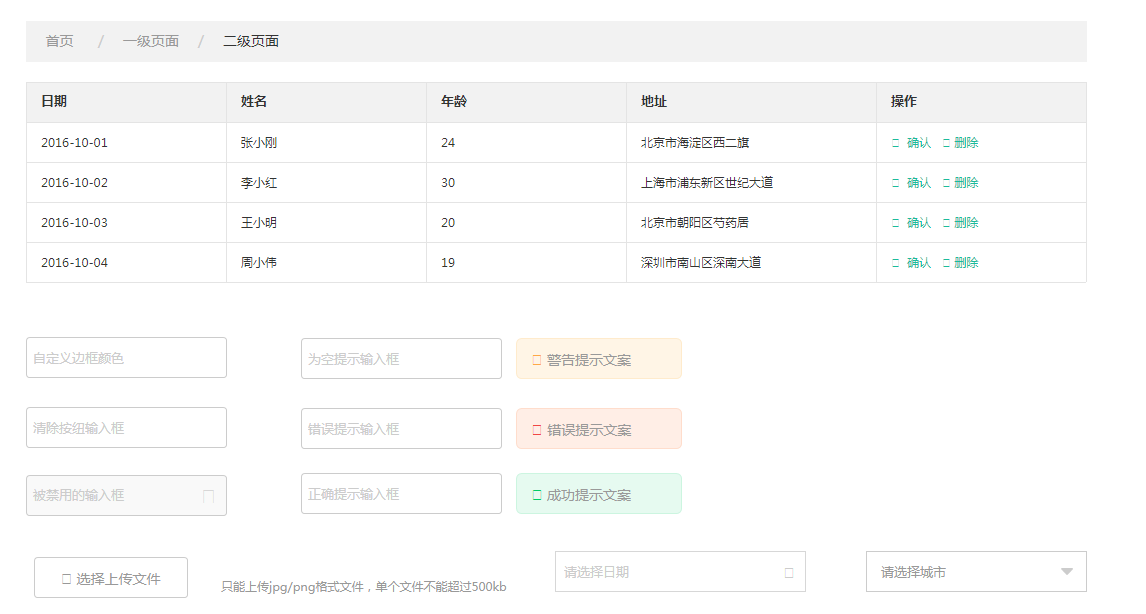 首页 / 一级页面 / 二级页面
日期 姓名 年龄 地址 操作
2016-10-01 张小刚 24 北京市海淀区西二旗 确认 删除
2016-10-02 李小红 30 上海市浦东新区世纪大道 确认 删除
2016-10-03 王小明 20 北京市朝阳区芍药居 确认 删除
2016-10-04 周小伟 19 深圳市南山区深南大道 确认 删除
自定义边框颜色 为空提示输入框 警告提示文案
清除按纽输入框 错误提示输入框 错误提示文案
被禁用的输入框 正确提示输入框 成功提示文案
选择上传文件 只能上传jpg/png格式文件，单个文件不能超过500kb 请选择日期 请选择城市